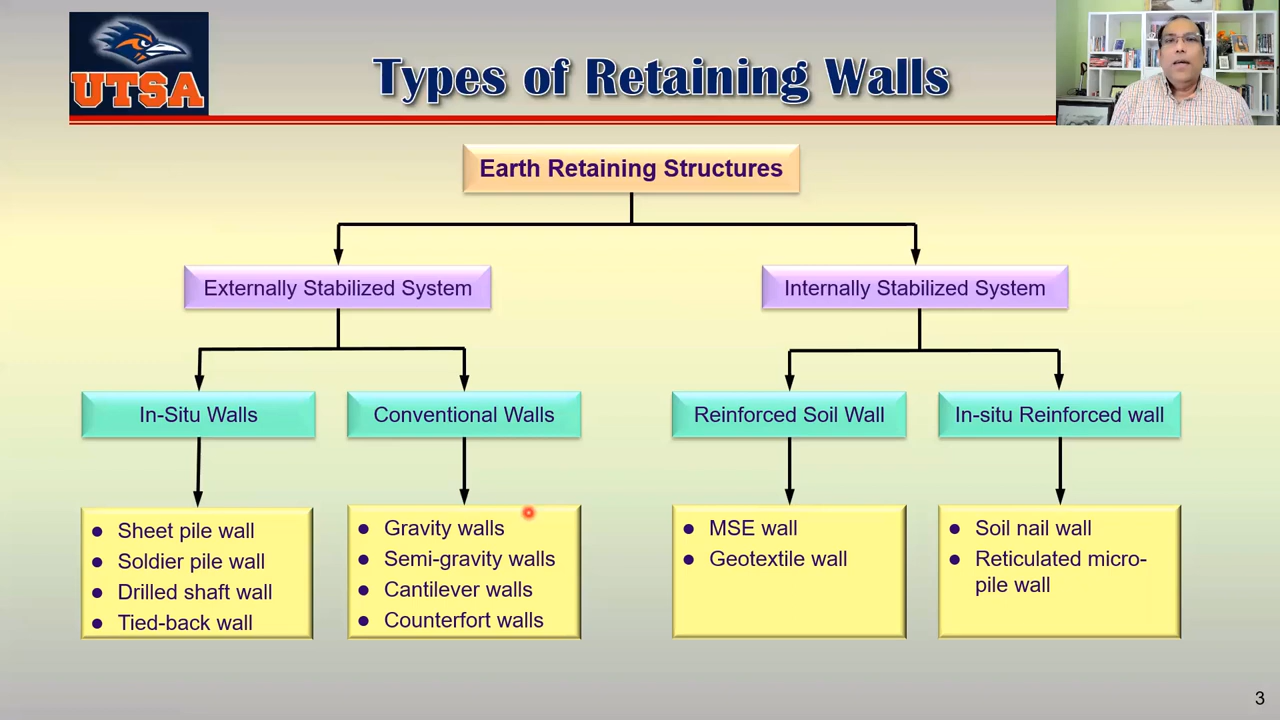 UTSA
Types of Retaining Walls
Earth Retaining Structures
Externally Stabilized System
Internally Stabilized System
In-Situ Walls
Conventional Walls
Reinforced Soil Wall
In-situ Reinforced wall
● Sheet pile wall
● Soldier pile wall
● Drilled shaft wall
● Tied-back wall
● Gravity walls
● Semi-gravity walls
● Cantilever walls
● Counterfort walls
● MSE wall
● Geotextile wall
● Soil nail wall
● Reticulated micro-
pile wall
3